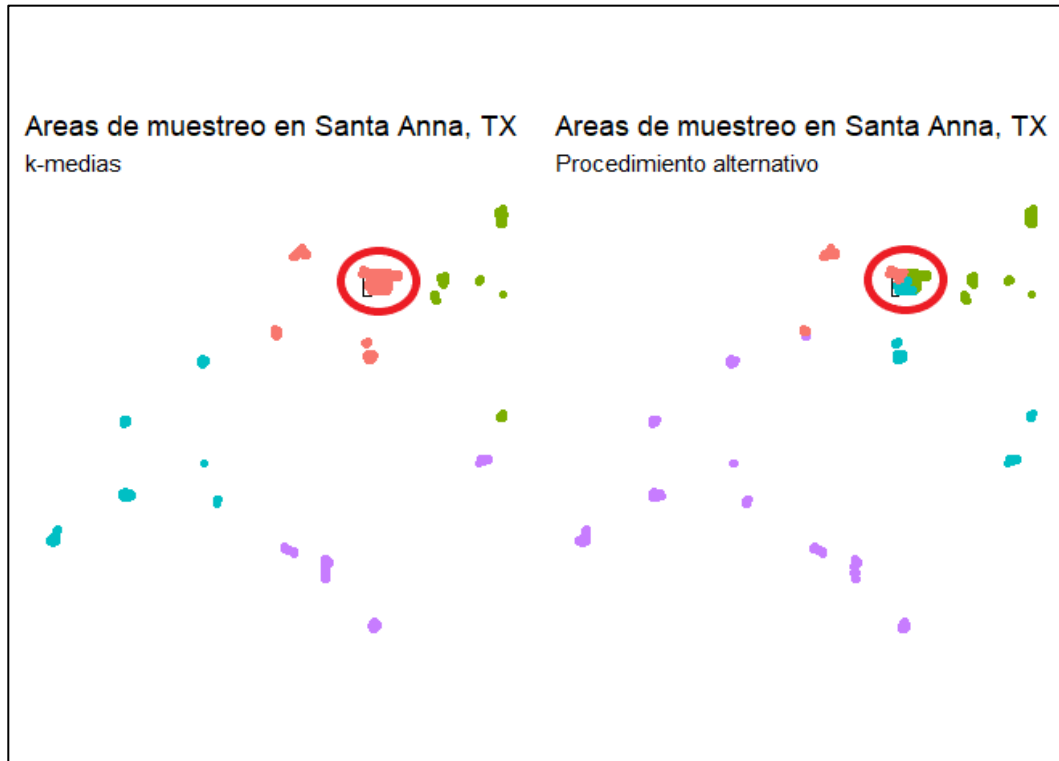 Areas de muestreo en Santa Anna, TX
k-medias
Areas de muestreo en Santa Anna, TX
Procedimiento alternativo